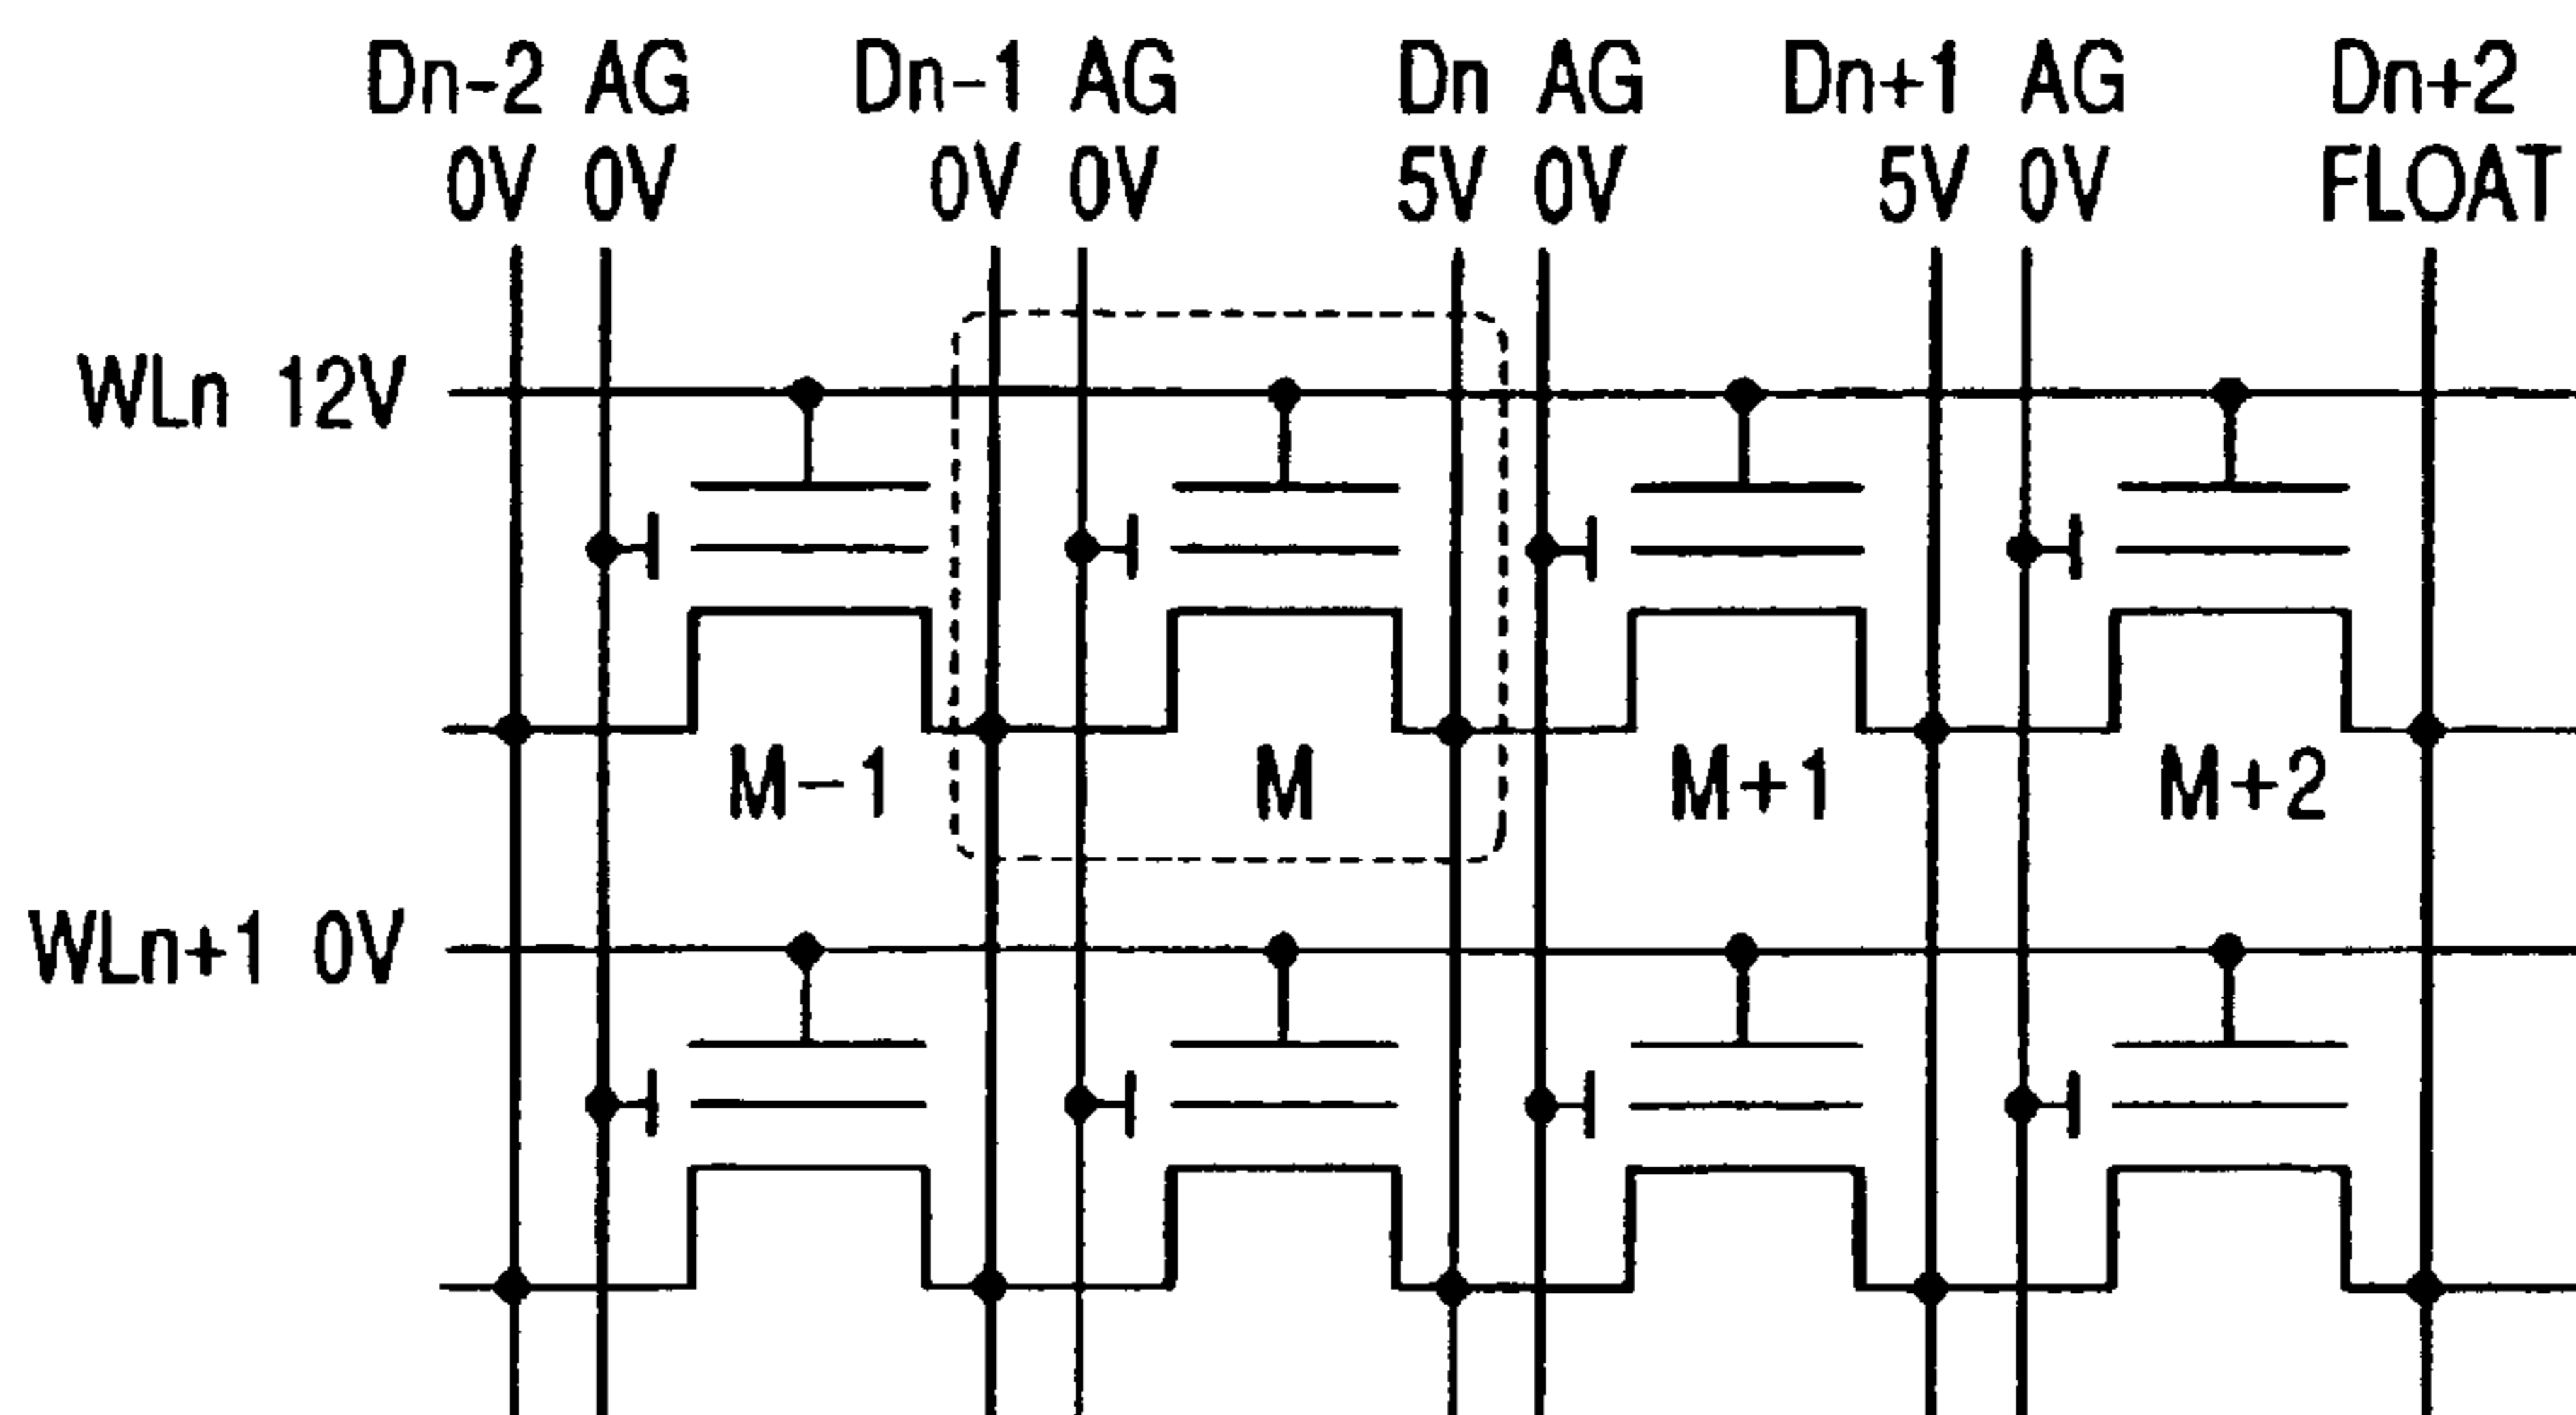 Dn-2 AG Dn-1 AG Dn AG Dn+1 AG Dn+2
0V 0V 0V 0V 5V 0V 5V 0V FLOAT
WLn 12V
M-1 M M+1 M+2
WLn+1 0V